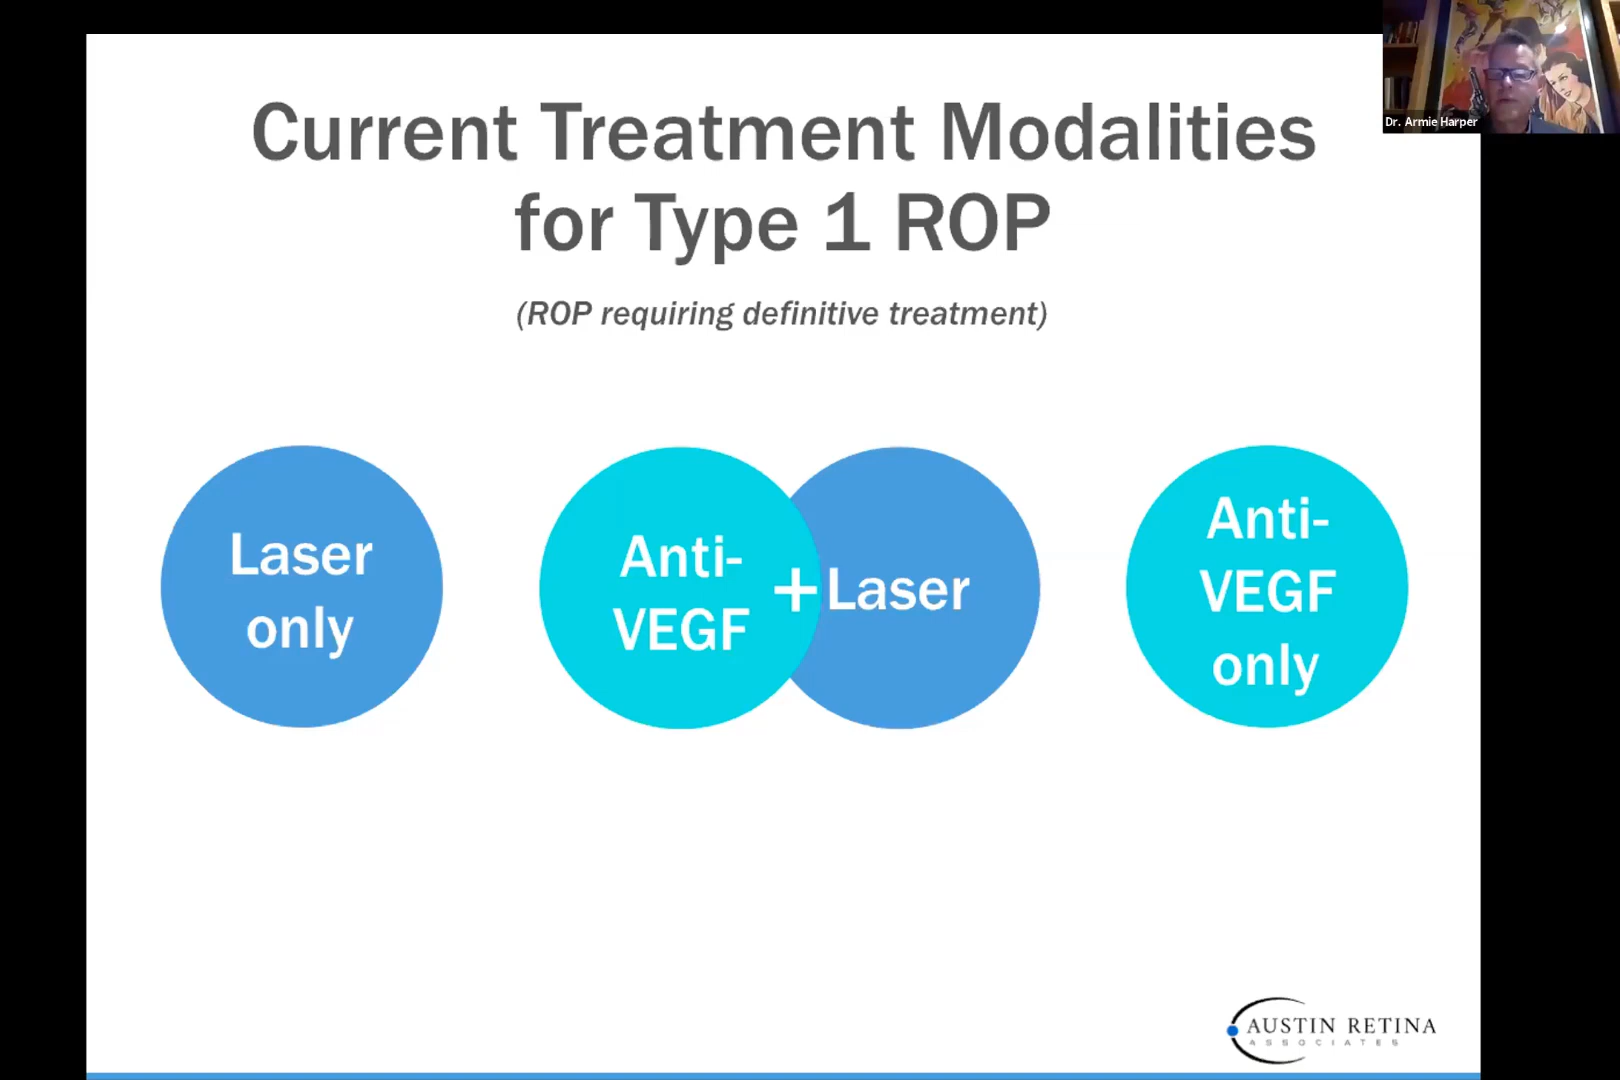 Current Treatment Modalities
for Type 1 ROP
(ROP requiring definitive treatment)
Laser
only
Anti-
VEGF
+
Laser
Anti-
VEGF
only
Dr. Armie Harper
AUSTIN RETINA
ASSOCIATES